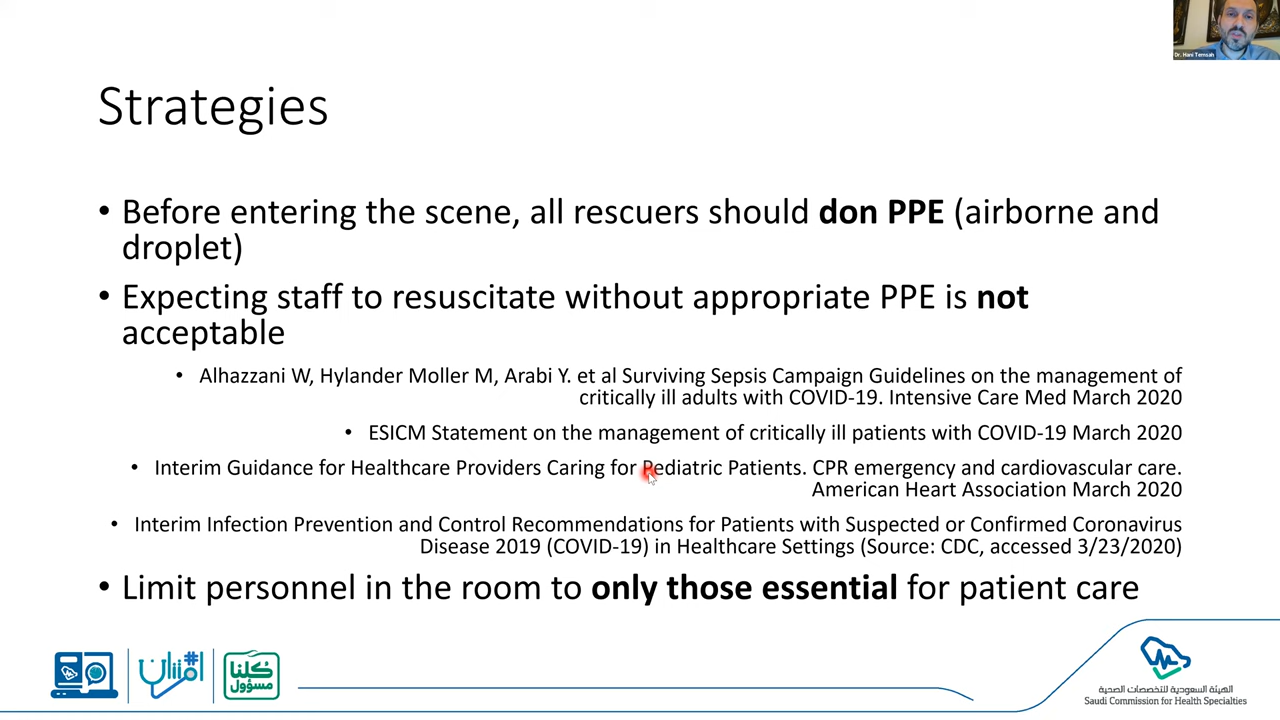 Dr. Hani Temsah
Strategies
• Before entering the scene, all rescuers should don PPE (airborne and
droplet)
• Expecting staff to resuscitate without appropriate PPE is not
acceptable
• Alhazzani W, Hylander Moller M, Arabi Y. et al Surviving Sepsis Campaign Guidelines on the management of
critically ill adults with COVID-19. Intensive Care Med March 2020
• ESICM Statement on the management of critically ill patients with COVID-19 March 2020
• Interim Guidance for Healthcare Providers Caring for Pediatric Patients. CPR emergency and cardiovascular care.
American Heart Association March 2020
• Interim Infection Prevention and Control Recommendations for Patients with Suspected or Confirmed Coronavirus
Disease 2019 (COVID-19) in Healthcare Settings (Source: CDC, accessed 3/23/2020)
• Limit personnel in the room to only those essential for patient care
كلنا
مسؤول
الهيئة السعودية للتخصصات الصحية
Saudi Commission for Health Specialties